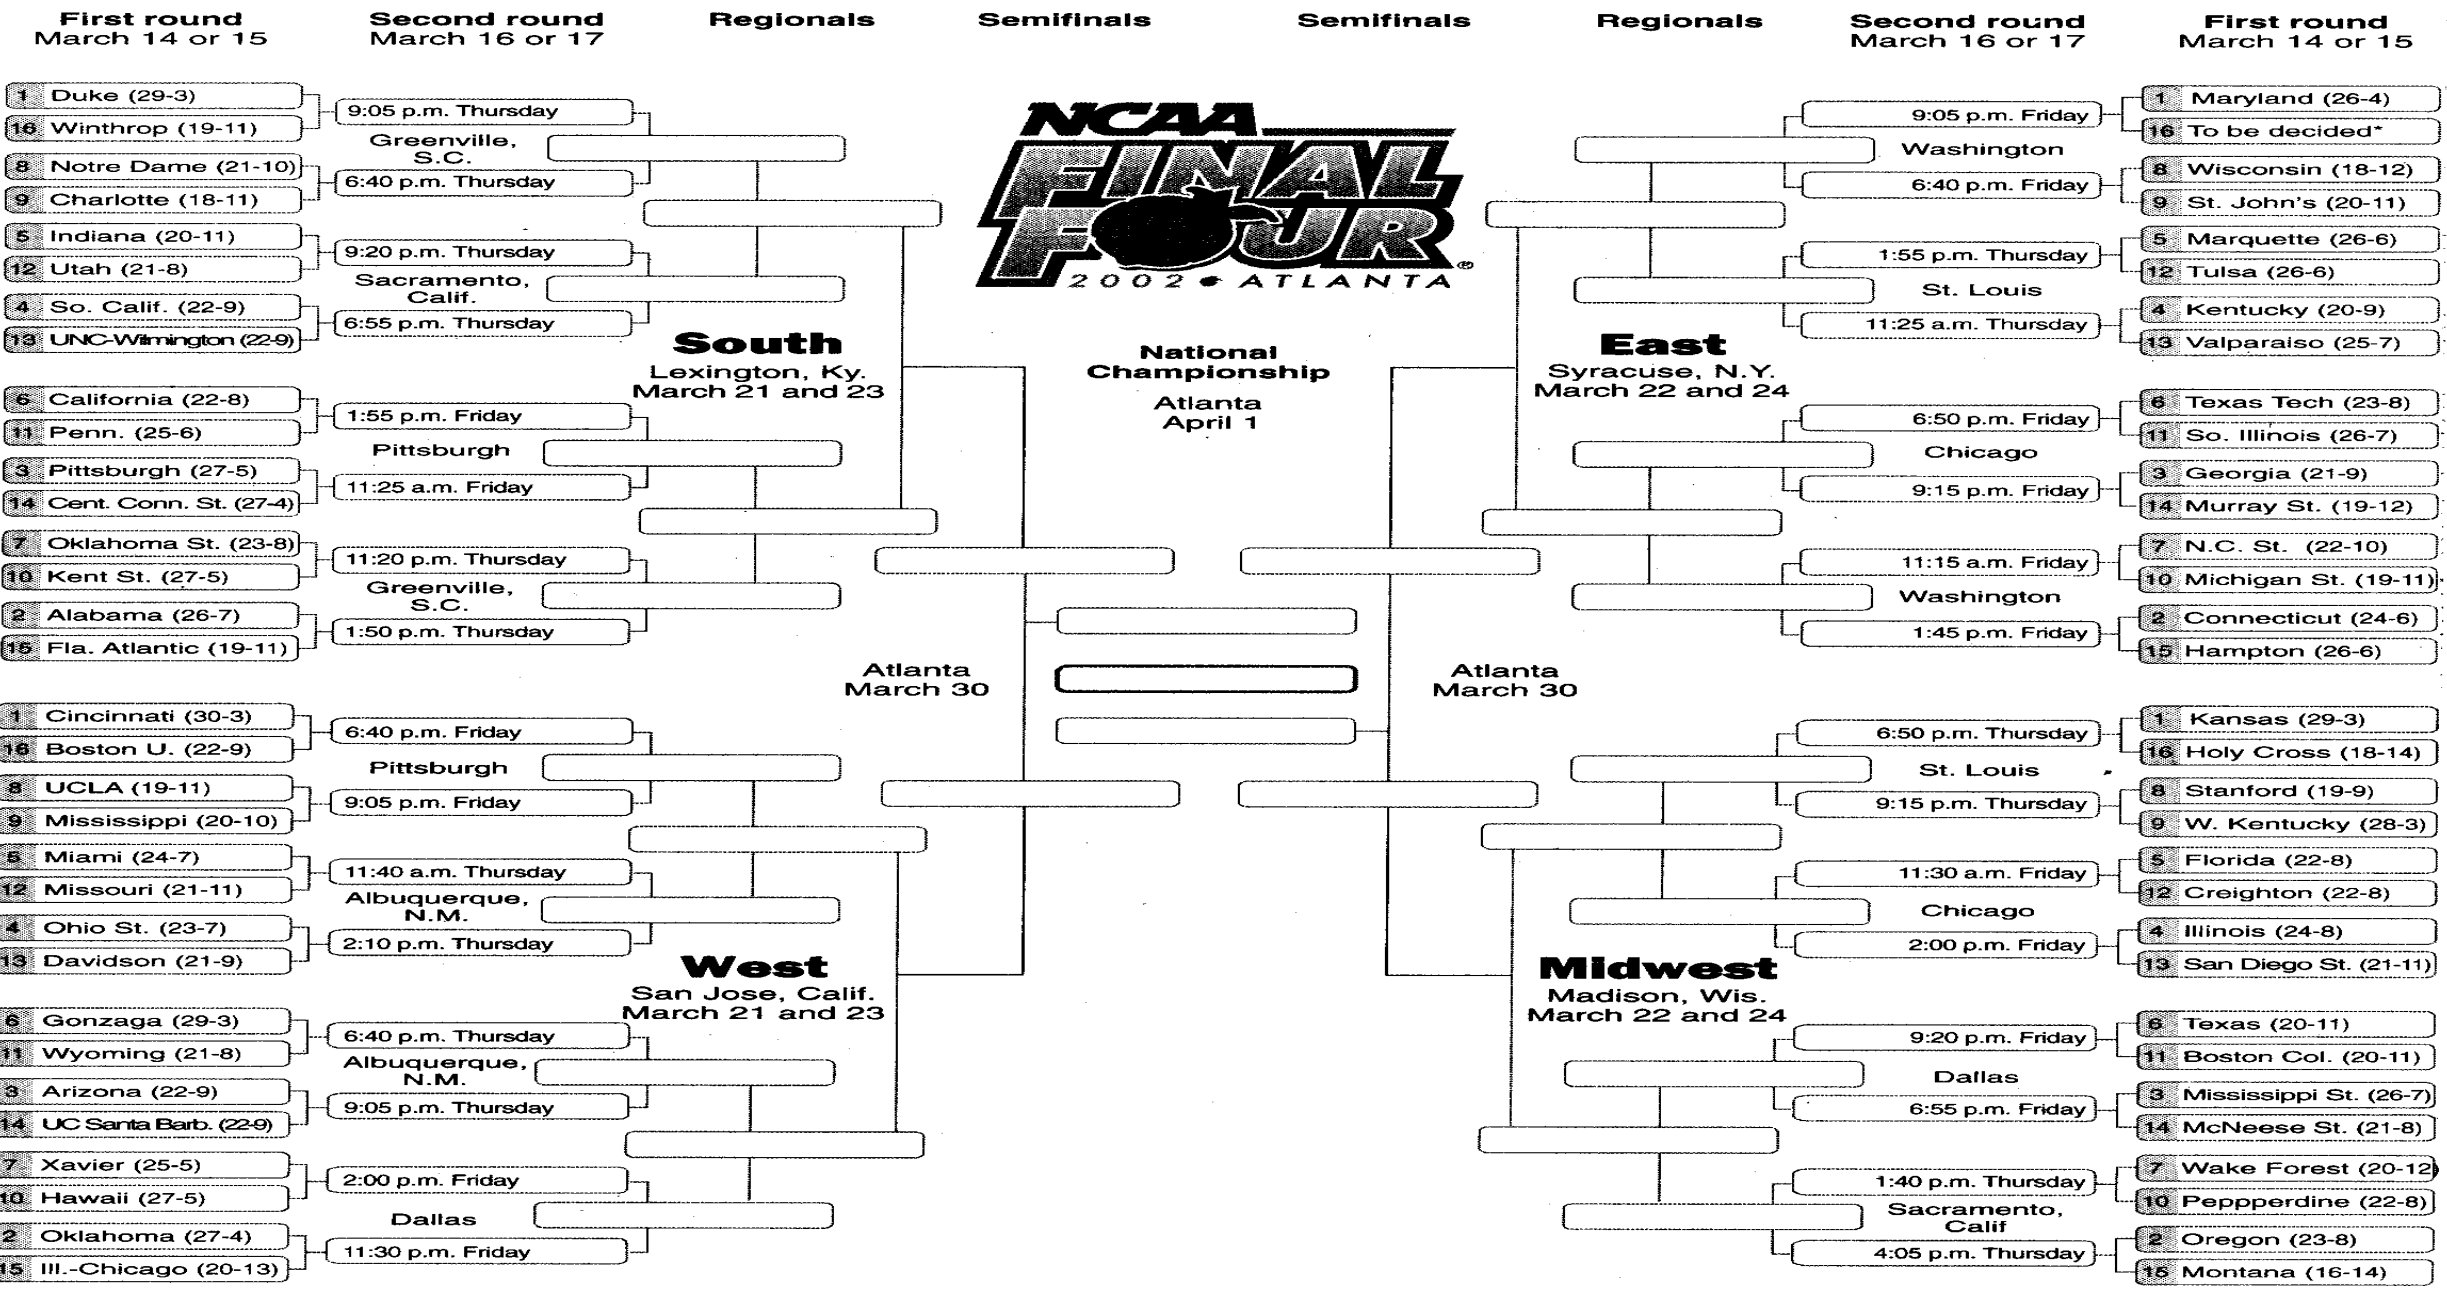 First round
March 14 or 15
Second round
March 16 or 17
Regionals
Semifinals
Semifinals
Regionals
Second round
March 16 or 17
First round
March 14 or 15
1 Duke (29-3)
16 Winthrop (19-11)
8 Notre Dame (21-10)
9 Charlotte (18-11)
5 Indiana (20-11)
12 Utah (21-8)
4 So. Calif. (22-9)
13 UNC-Wilmington (22-9)
6 California (22-8)
11 Penn. (25-6)
3 Pittsburgh (27-5)
14 Cent. Conn. St. (27-4)
7 Oklahoma St. (23-8)
10 Kent St. (27-5)
2 Alabama (26-7)
15 Fla. Atlantic (19-11)
9:05 p.m. Thursday
Greenville,
S.C.
6:40 p.m. Thursday
9:20 p.m. Thursday
Sacramento,
Calif.
6:55 p.m. Thursday
1:55 p.m. Friday
Pittsburgh
11:25 a.m. Friday
11:20 p.m. Thursday
Greenville,
S.C.
1:50 p.m. Thursday
South
Lexington, Ky.
March 21 and 23
1 Cincinnati (30-3)
16 Boston U. (22-9)
8 UCLA (19-11)
9 Mississippi (20-10)
5 Miami (24-7)
12 Missouri (21-11)
4 Ohio St. (23-7)
13 Davidson (21-9)
6 Gonzaga (29-3)
11 Wyoming (21-8)
3 Arizona (22-9)
14 UC Santa Barb. (22-9)
7 Xavier (25-5)
10 Hawaii (27-5)
2 Oklahoma (27-4)
15 Ill.-Chicago (20-13)
6:40 p.m. Friday
Pittsburgh
9:05 p.m. Friday
11:40 a.m. Thursday
Albuquerque,
N.M.
2:10 p.m. Thursday
6:40 p.m. Thursday
Albuquerque,
N.M.
9:05 p.m. Thursday
2:00 p.m. Friday
Dallas
11:30 p.m. Friday
West
San Jose, Calif.
March 21 and 23
NCAA
FINAL
FOUR
®
2002 ATLANTA
National
Championship
Atlanta
April 1
Atlanta
March 30
Atlanta
March 30
9:05 p.m. Friday
Washington
6:40 p.m. Friday
1:55 p.m. Thursday
St. Louis
11:25 a.m. Thursday
East
Syracuse, N.Y.
March 22 and 24
6:50 p.m. Friday
Chicago
9:15 p.m. Friday
11:15 a.m. Friday
Washington
1:45 p.m. Friday
1 Maryland (26-4)
16 To be decided*
8 Wisconsin (18-12)
9 St. John's (20-11)
5 Marquette (26-6)
12 Tulsa (26-6)
4 Kentucky (20-9)
13 Valparaiso (25-7)
6 Texas Tech (23-8)
11 So. Illinois (26-7)
3 Georgia (21-9)
14 Murray St. (19-12)
7 N.C. St. (22-10)
10 Michigan St. (19-11)
2 Connecticut (24-6)
15 Hampton (26-6)
6:50 p.m. Thursday
St. Louis
9:15 p.m. Thursday
11:30 a.m. Friday
Chicago
2:00 p.m. Friday
Midwest
Madison, Wis.
March 22 and 24
9:20 p.m. Friday
Dallas
6:55 p.m. Friday
1:40 p.m. Thursday
Sacramento,
Calif
4:05 p.m. Thursday
1 Kansas (29-3)
16 Holy Cross (18-14)
8 Stanford (19-9)
9 W. Kentucky (28-3)
5 Florida (22-8)
12 Creighton (22-8)
4 Illinois (24-8)
13 San Diego St. (21-11)
6 Texas (20-11)
11 Boston Col. (20-11)
3 Mississippi St. (26-7)
14 McNeese St. (21-8)
7 Wake Forest (20-12)
10 Peppperdine (22-8)
2 Oregon (23-8)
15 Montana (16-14)